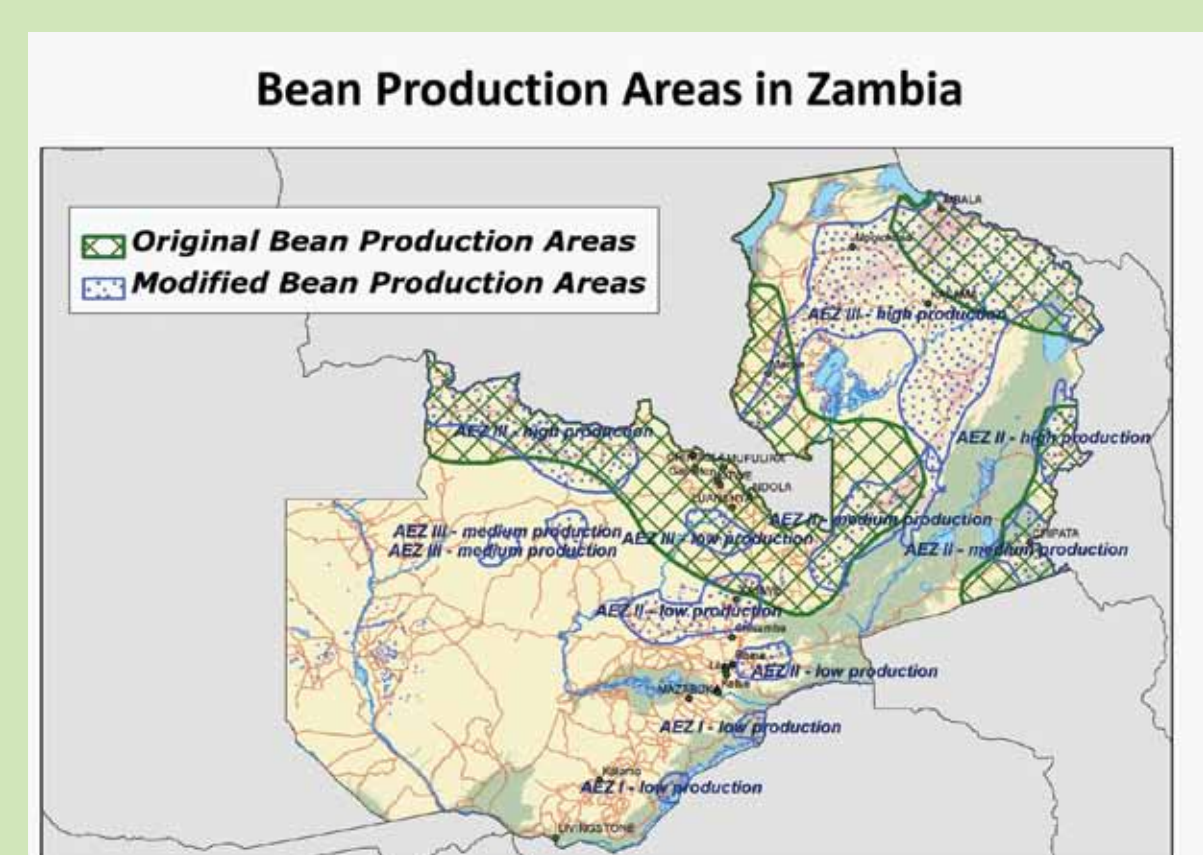 Bean Production Areas in Zambia
Original Bean Production Areas
Modified Bean Production Areas
MBALA
AEZ III - high production
AEZ III - high production
AEZ II - high production
MUFULIRA
NDOLA
AEZ III - medium production
AEZ II - medium production
AEZ III - low production
AEZ III - medium production
AEZ II - medium production
AEZ II - low production
AEZ II - low production
Kafue
MAZABUKA
AEZ I - low production
Kalomo
AEZ I - low production
LIVINGSTONE